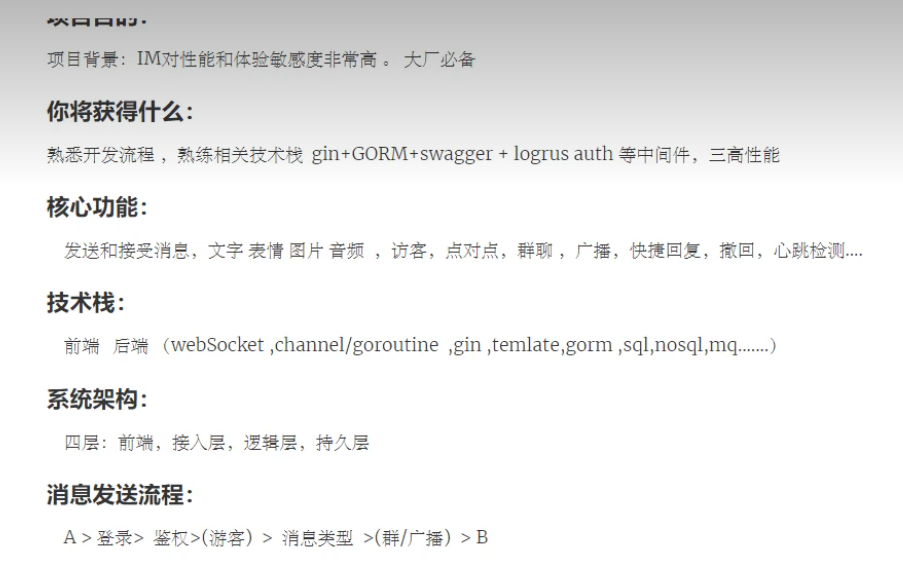 项目目的：
项目背景：IM对性能和体验敏感度非常高 。 大厂必备
你将获得什么：
熟悉开发流程 ，熟练相关技术栈 gin+GORM+swagger + logrus auth 等中间件，三高性能
核心功能：
发送和接受消息，文字 表情 图片 音频 ，访客，点对点，群聊 ，广播，快捷回复，撤回，心跳检测....
技术栈：
前端 后端 （webSocket ,channel/goroutine ,gin ,temlate,gorm ,sql,nosql,mq.......）
系统架构：
四层：前端，接入层，逻辑层，持久层
消息发送流程：
A > 登录> 鉴权>(游客) > 消息类型 >(群/广播) > B